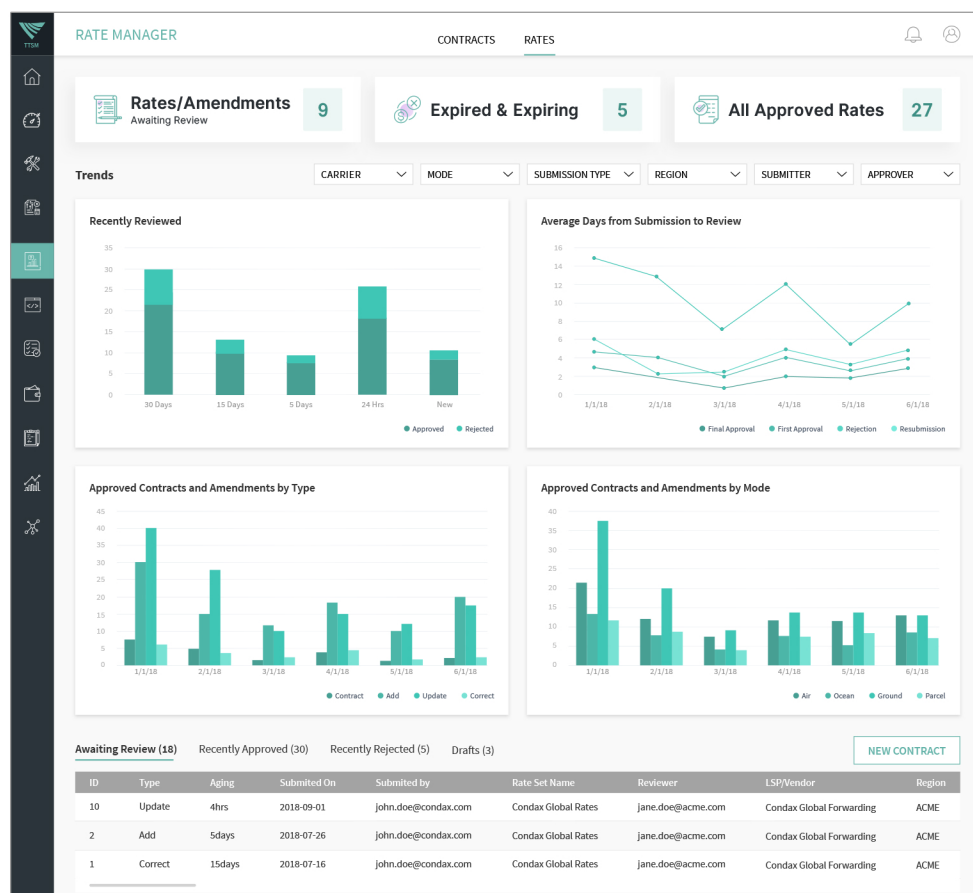 TTSM
RATE MANAGER
CONTRACTS RATES
Rates/Amendments
Awaiting Review
9
Expired & Expiring
5
All Approved Rates
27
Trends
CARRIER MODE SUBMISSION TYPE REGION SUBMITTER APPROVER
Recently Reviewed
35
30
25
20
15
10
5
0
30 Days 15 Days 5 Days 24 Hrs New
Approved Rejected
Average Days from Submission to Review
16
14
12
10
8
6
4
2
0
1/1/18 2/1/18 3/1/18 4/1/18 5/1/18 6/1/18
Final Approval First Approval Rejection Resubmission
Approved Contracts and Amendments by Type
45
40
35
30
25
20
15
10
5
0
1/1/18 2/1/18 3/1/18 4/1/18 5/1/18 6/1/18
Contract Add Update Correct
Approved Contracts and Amendments by Mode
40
35
30
25
20
15
10
5
0
1/1/18 2/1/18 3/1/18 4/1/18 5/1/18 6/1/18
Air Ocean Ground Parcel
Awaiting Review (18) Recently Approved (30) Recently Rejected (5) Drafts (3)
NEW CONTRACT
ID Type Aging Submited On Submited by Rate Set Name Reviewer LSP/Vendor Region
10 Update 4hrs 2018-09-01 john.doe@condax.com Condax Global Rates jane.doe@acme.com Condax Global Forwarding ACME
2 Add 5days 2018-07-26 john.doe@condax.com Condax Global Rates jane.doe@acme.com Condax Global Forwarding ACME
1 Correct 15days 2018-07-16 john.doe@condax.com Condax Global Rates jane.doe@acme.com Condax Global Forwarding ACME